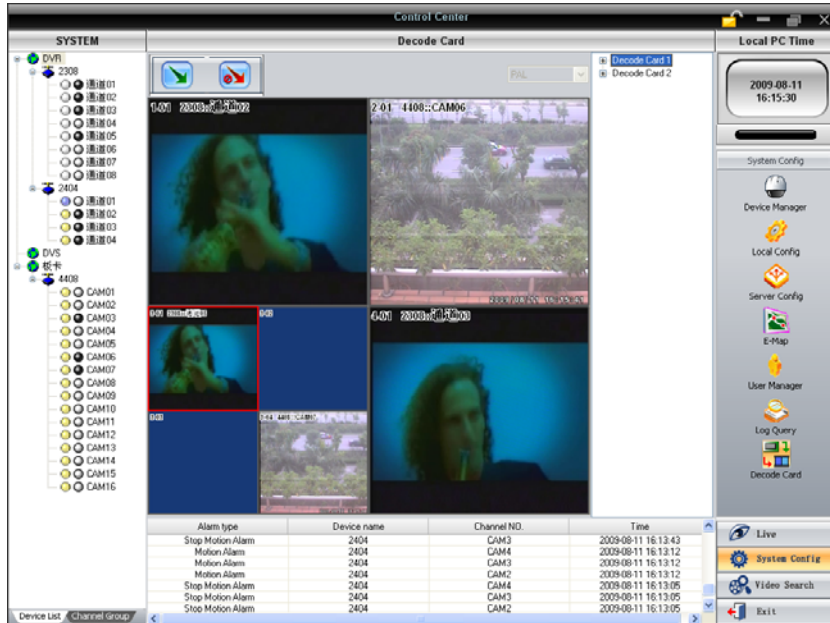 Control Center
SYSTEM
Decode Card
Local PC Time
DVR
2308
通道01
通道02
通道03
通道04
通道05
通道06
通道07
通道08
2404
通道01
通道02
通道03
通道04
DVS
板卡
4408
CAM01
CAM02
CAM03
CAM04
CAM05
CAM06
CAM07
CAM08
CAM09
CAM10
CAM11
CAM12
CAM13
CAM14
CAM15
CAM16
Device List
Channel Group
PAL
1-01 2308::通道02
2-01 4408::CAM06
4-01 2308::通道03
Decode Card 1
Decode Card 2
Alarm type Device name Channel NO. Time
Stop Motion Alarm 2404 CAM3 2009-08-11 16:13:43
Motion Alarm 2404 CAM4 2009-08-11 16:13:12
Motion Alarm 2404 CAM3 2009-08-11 16:13:12
Motion Alarm 2404 CAM2 2009-08-11 16:13:12
Stop Motion Alarm 2404 CAM4 2009-08-11 16:13:05
Stop Motion Alarm 2404 CAM3 2009-08-11 16:13:05
Stop Motion Alarm 2404 CAM2 2009-08-11 16:13:05
2009-08-11
16:15:30
System Config
Device Manager
Local Config
Server Config
E-Map
User Manager
Log Query
Decode Card
Live
System Config
Video Search
Exit